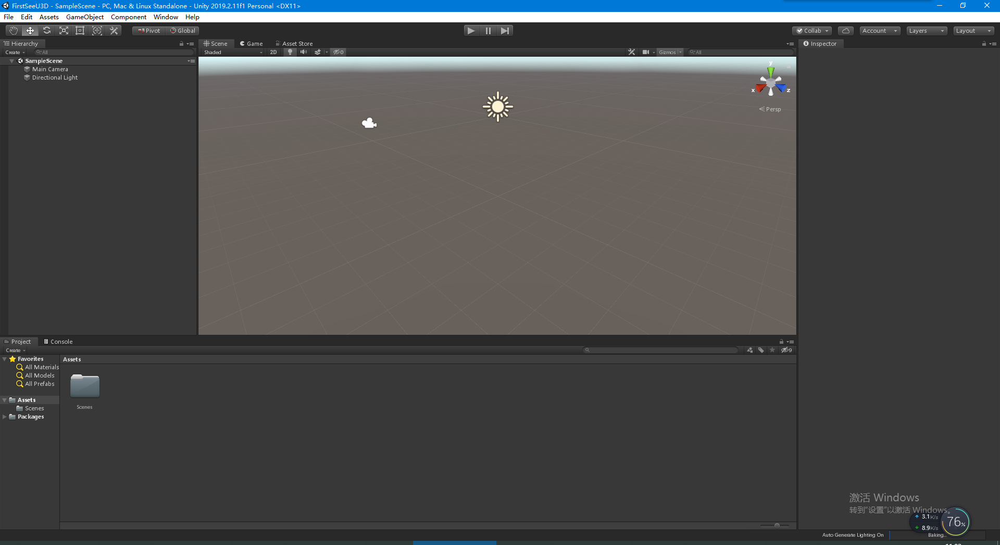 FirstSeeU3D - SampleScene - PC, Mac & Linux Standalone - Unity 2019.2.11f1 Personal <DX11>
File Edit Assets GameObject Component Window Help
Pivot Global Collab Account Layers Layout
Hierarchy
Create All
SampleScene
Main Camera
Directional Light
Scene Game Asset Store
Shaded 2D 0 Gizmos All
y
x z
Persp
Inspector
Project Console
Create 9
Favorites
All Materials
All Models
All Prefabs
Assets
Scenes
Packages
Assets
Scenes
激活 Windows
转到“设置”以激活 Windows。
3.1K/s
8.9K/s
76%
Auto Generate Lighting On Baking...